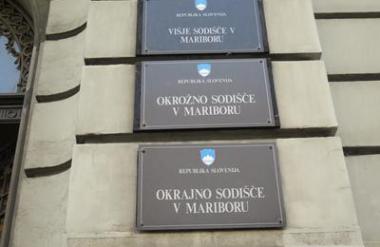 REPUBLIKA SLOVENIJA
VIŠJE SODIŠČE V
MARIBORU
REPUBLIKA SLOVENIJA
OKROŽNO SODIŠČE
V MARIBORU
REPUBLIKA SLOVENIJA
OKRAJNO SODIŠČE
V MARIBORU